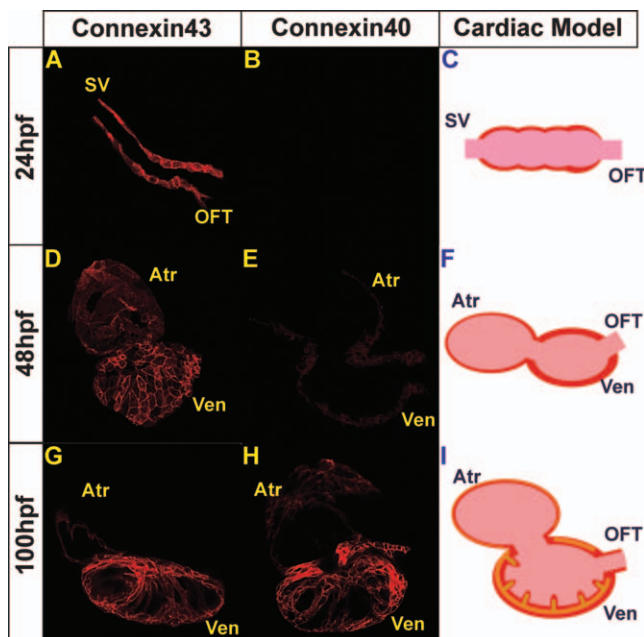 Connexin43 Connexin40 Cardiac Model
24hpf
A
SV
OFT
B
C
SV
OFT
48hpf
D
Atr
Ven
E
Atr
Ven
F
Atr
OFT
Ven
100hpf
G
Atr
Ven
H
Atr
Ven
I
Atr
OFT
Ven